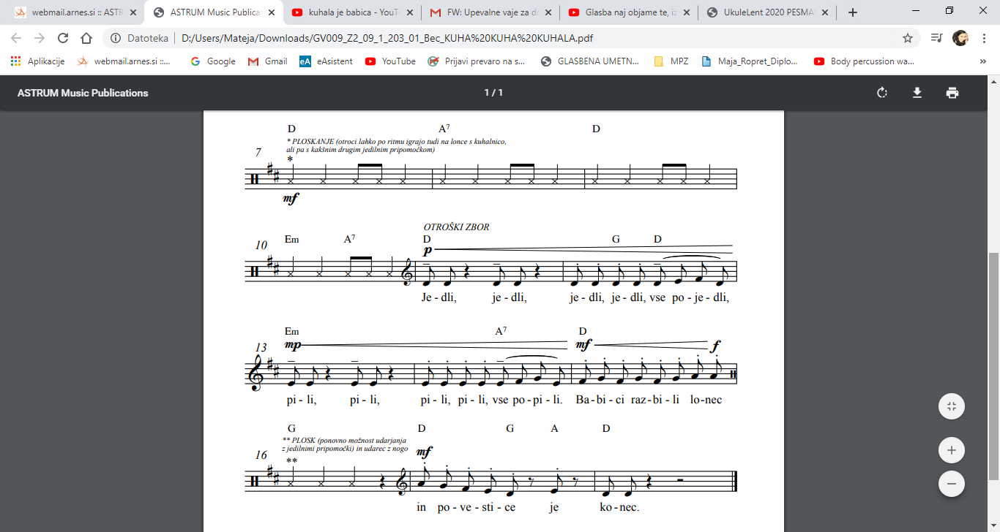 webmail.arnes.si :: ASTR
ASTRUM Music Publicat
kuhala je babica - YouT
FW: Upevalne vaje za do
Glasba naj objame te, iz
UkuleLent 2020 PESMA
Datoteka
D:/Users/Mateja/Downloads/GV009_Z2_09_1_203_01_Bec_KUHA%20KUHA%20KUHALA.pdf
Aplikacije
webmail.arnes.si ::...
Google
Gmail
eAsistent
YouTube
Prijavi prevaro na s...
GLASBENA UMETN...
MPZ
Maja_Ropret_Diplo...
Body percussion wa...
ASTRUM Music Publications
1 / 1
D A7 D
* PLOSKANJE (otroci lahko po ritmu igrajo tudi na lonce s kuhalnico,
ali pa s kakšnim drugim jedilnim pripomočkom)
7
*
mf
OTROŠKI ZBOR
10 Em A7 D G D
p
Je - dli, je - dli, je - dli, je - dli, vse po - je - dli,
Em A7 D
13 mp mf f
pi - li, pi - li, pi - li, pi - li, vse po - pi - li. Ba - bi - ci raz - bi - li lo - nec
G D G A D
** PLOSK (ponovno možnost udarjanja
z jedilnimi pripomočki) in udarec z nogo
16 mf
**
in po - ve - sti - ce je ko - nec.